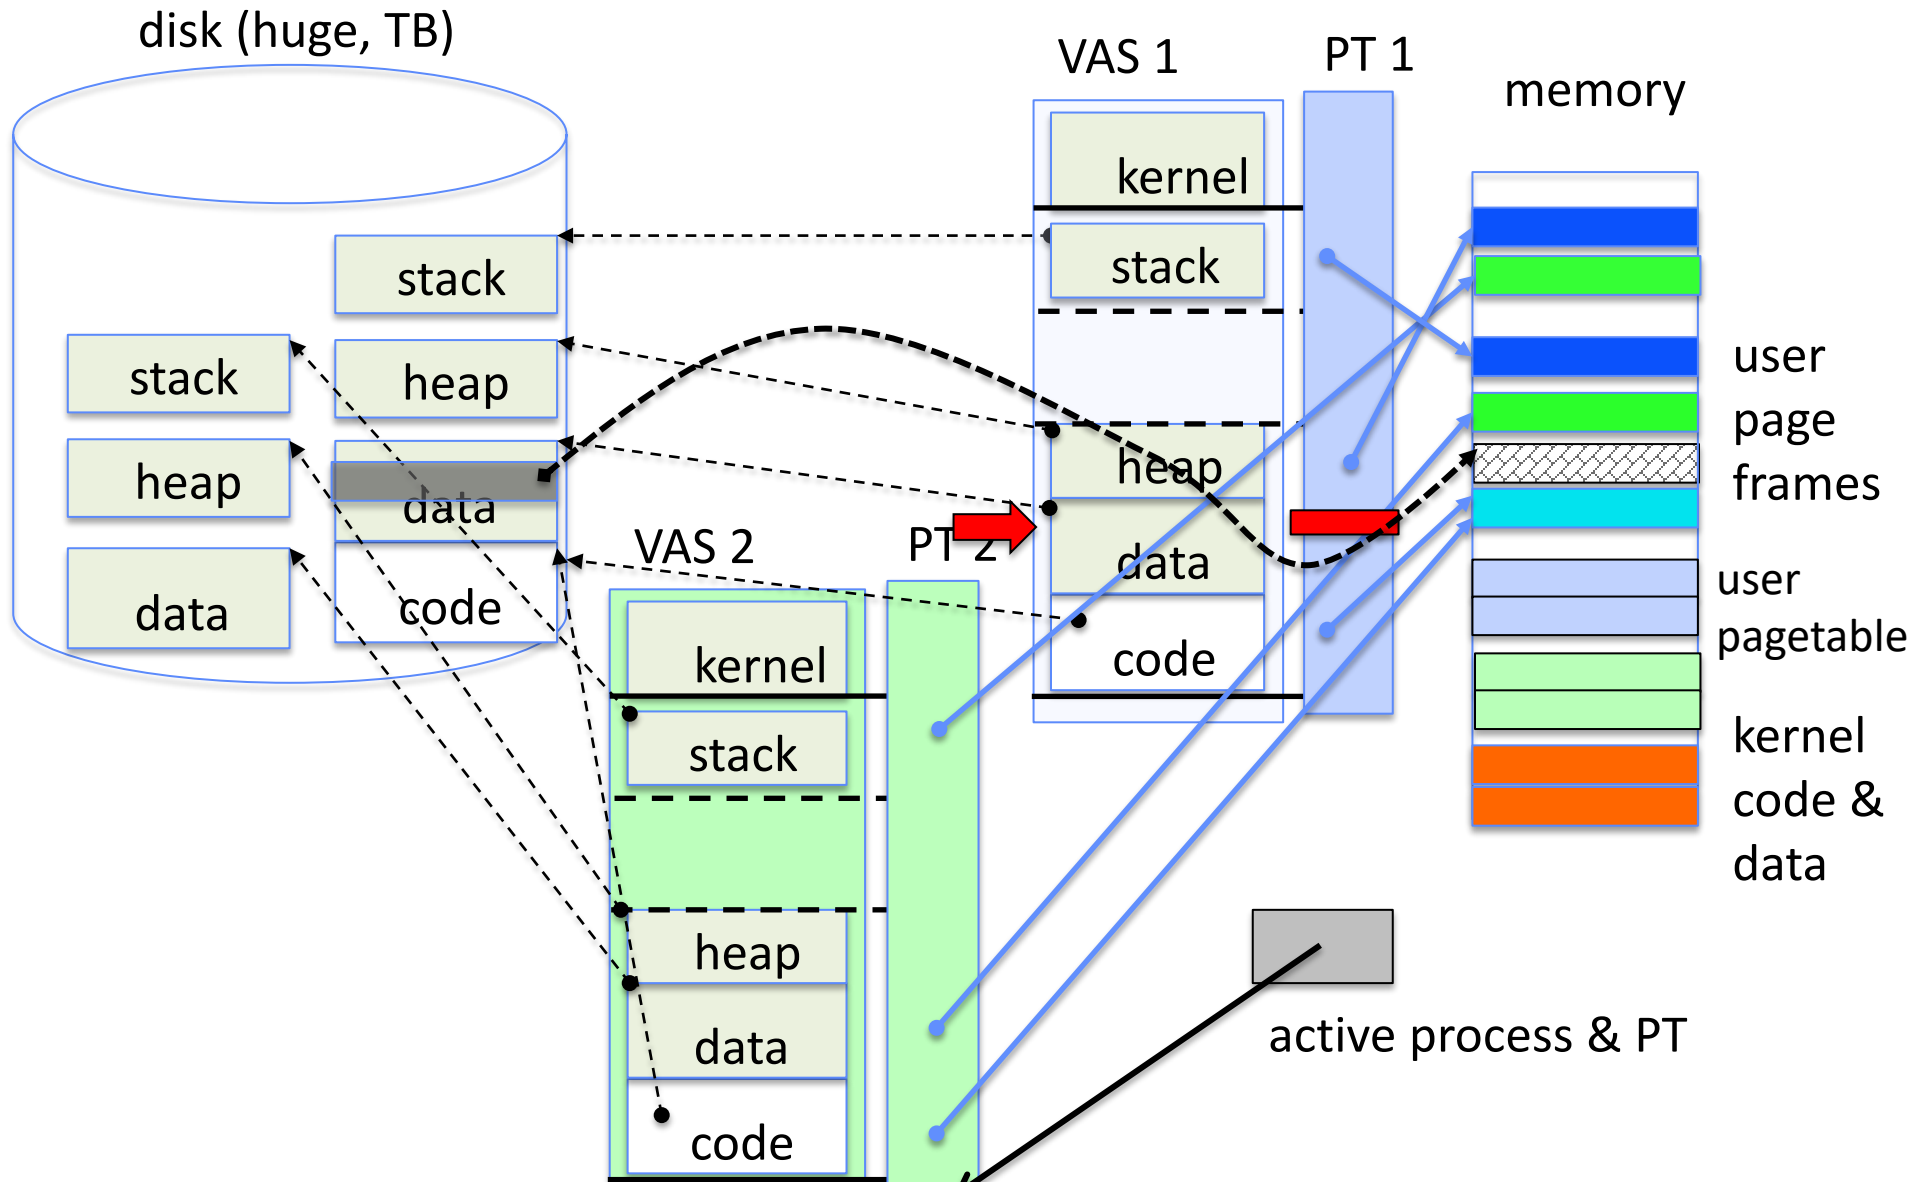 disk (huge, TB)
VAS 1
PT 1
memory
kernel
stack
stack
heap
stack
heap
data
heap
data
code
heap
data
code
VAS 2
PT 2
kernel
stack
heap
data
code
user
page
frames
user
pagetable
kernel
code &
data
active process & PT